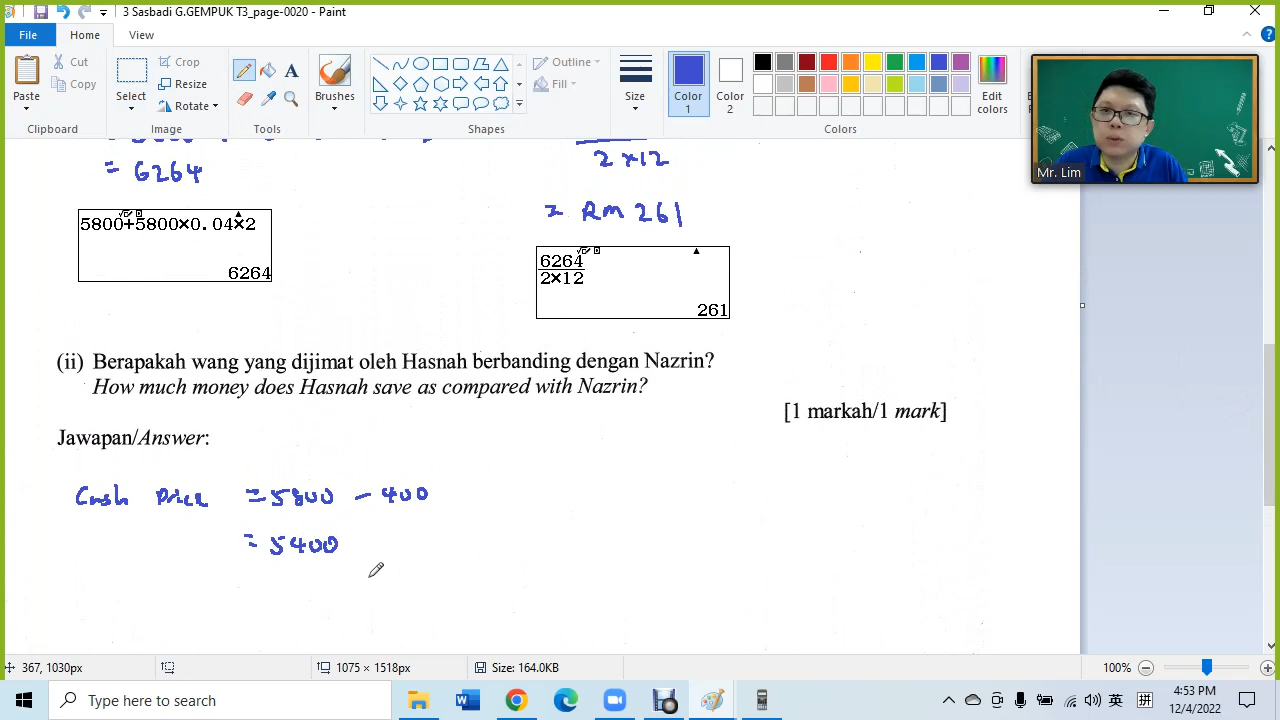 3 Sasbadi G.GEMPUK T3_page-0020 - Paint
File Home View
Paste Cut Copy Clipboard
Select Crop Resize Rotate Image
Tools
Brushes
Shapes Outline Fill
Size
Color 1 Color 2 Edit colors Colors
Mr. Lim
= 6264
2 × 12
= RM 261
5800+5800×0.04×2
6264
6264
2×12
261
(ii) Berapakah wang yang dijimat oleh Hasnah berbanding dengan Nazrin?
How much money does Hasnah save as compared with Nazrin?
[1 markah/1 mark]
Jawapan/Answer:
Cash Price = 5800 - 400
= 5400
367, 1030px 1075 × 1518px Size: 164.0KB 100%
Type here to search
英 拼 4:53 PM
12/4/2022